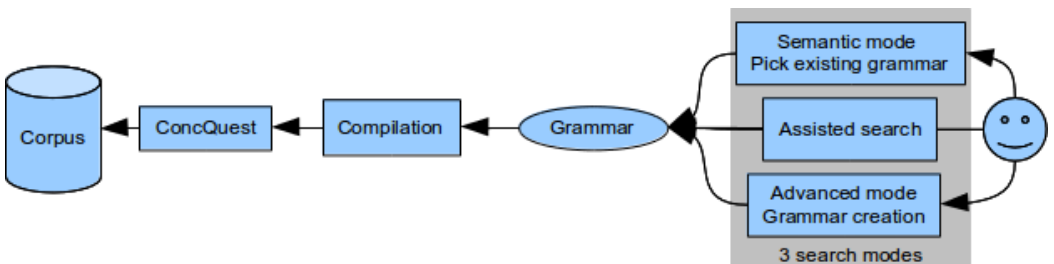 Corpus
ConcQuest
Compilation
Grammar
Semantic mode
Pick existing grammar
Assisted search
Advanced mode
Grammar creation
3 search modes